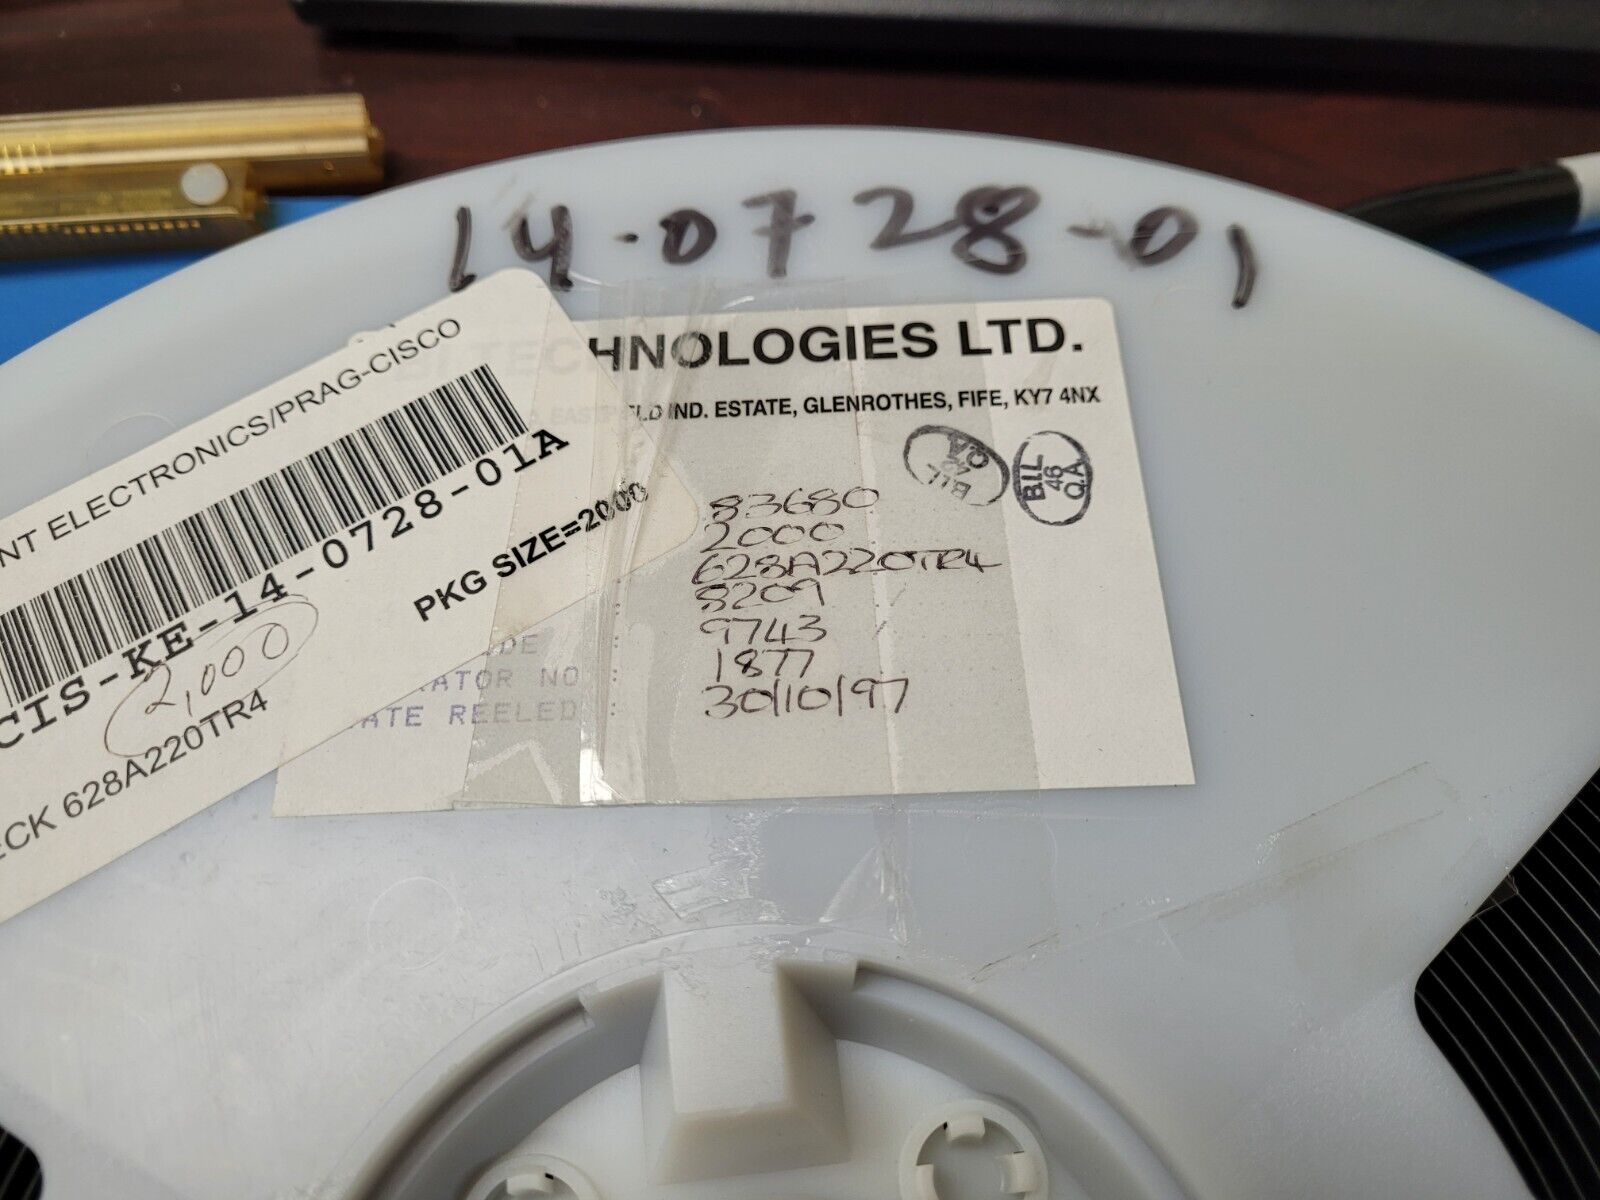 14-0728-01
NT ELECTRONICS/PRAG-CISCO
CIS-KE-14-0728-01A
PKG SIZE=2000
2,000
ECK 628A220TR4
TECHNOLOGIES LTD.
IND. ESTATE, GLENROTHES, FIFE, KY7 4NX
BIL
Q.A
BIL
46
Q.A
83680
2000
628A220TR4
8209
DE : 9743
RATOR NO : 1877
ATE REELED : 30/10/97